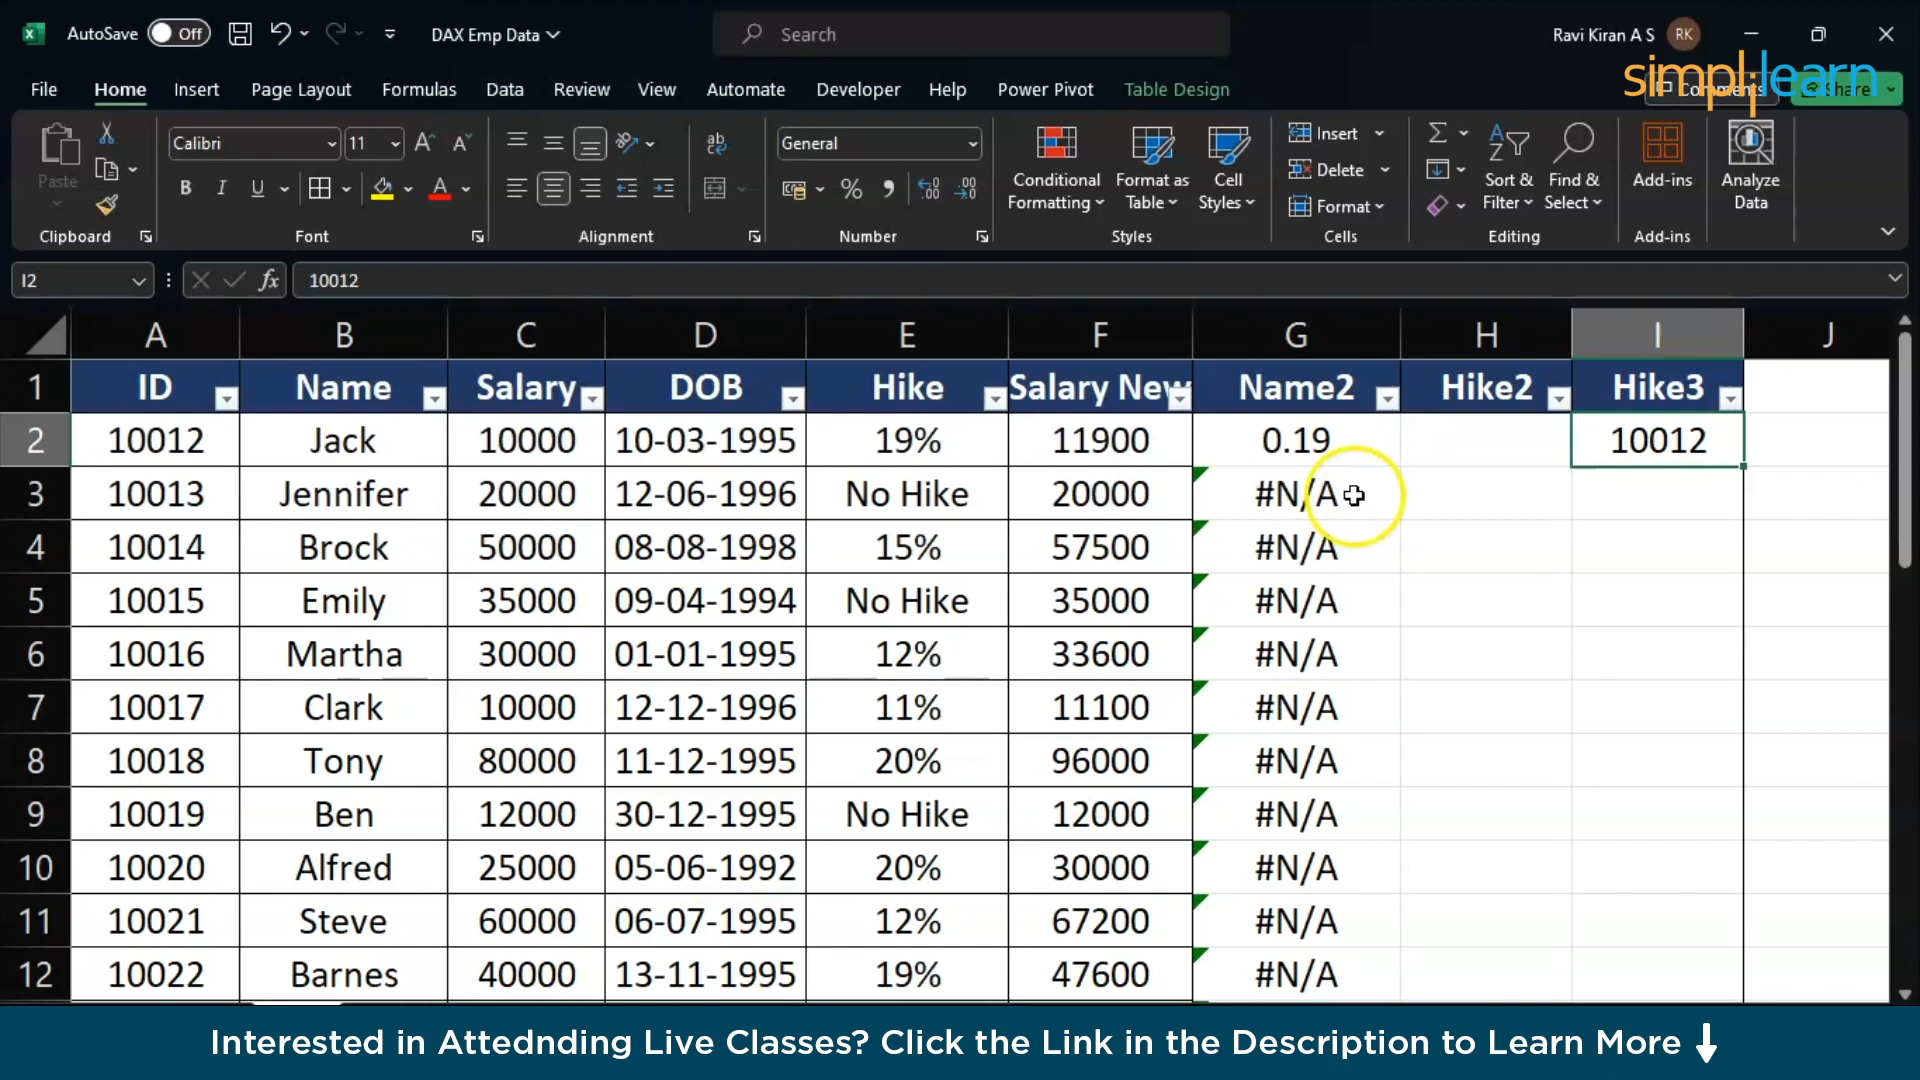 AutoSave Off DAX Emp Data Search Ravi Kiran A S RK
simplilearn
File Home Insert Page Layout Formulas Data Review View Automate Developer Help Power Pivot Table Design Comments Share
Paste Calibri 11 General
Conditional Formatting Format as Table Cell Styles
Insert
Delete
Format
Sort & Filter Find & Select Add-ins Analyze Data
Clipboard Font Alignment Number Styles Cells Editing Add-ins
I2 fx 10012
A B C D E F G H I J
1 ID Name Salary DOB Hike Salary New Name2 Hike2 Hike3
2 10012 Jack 10000 10-03-1995 19% 11900 0.19 10012
3 10013 Jennifer 20000 12-06-1996 No Hike 20000 #N/A
4 10014 Brock 50000 08-08-1998 15% 57500 #N/A
5 10015 Emily 35000 09-04-1994 No Hike 35000 #N/A
6 10016 Martha 30000 01-01-1995 12% 33600 #N/A
7 10017 Clark 10000 12-12-1996 11% 11100 #N/A
8 10018 Tony 80000 11-12-1995 20% 96000 #N/A
9 10019 Ben 12000 30-12-1995 No Hike 12000 #N/A
10 10020 Alfred 25000 05-06-1992 20% 30000 #N/A
11 10021 Steve 60000 06-07-1995 12% 67200 #N/A
12 10022 Barnes 40000 13-11-1995 19% 47600 #N/A
Interested in Attednding Live Classes? Click the Link in the Description to Learn More